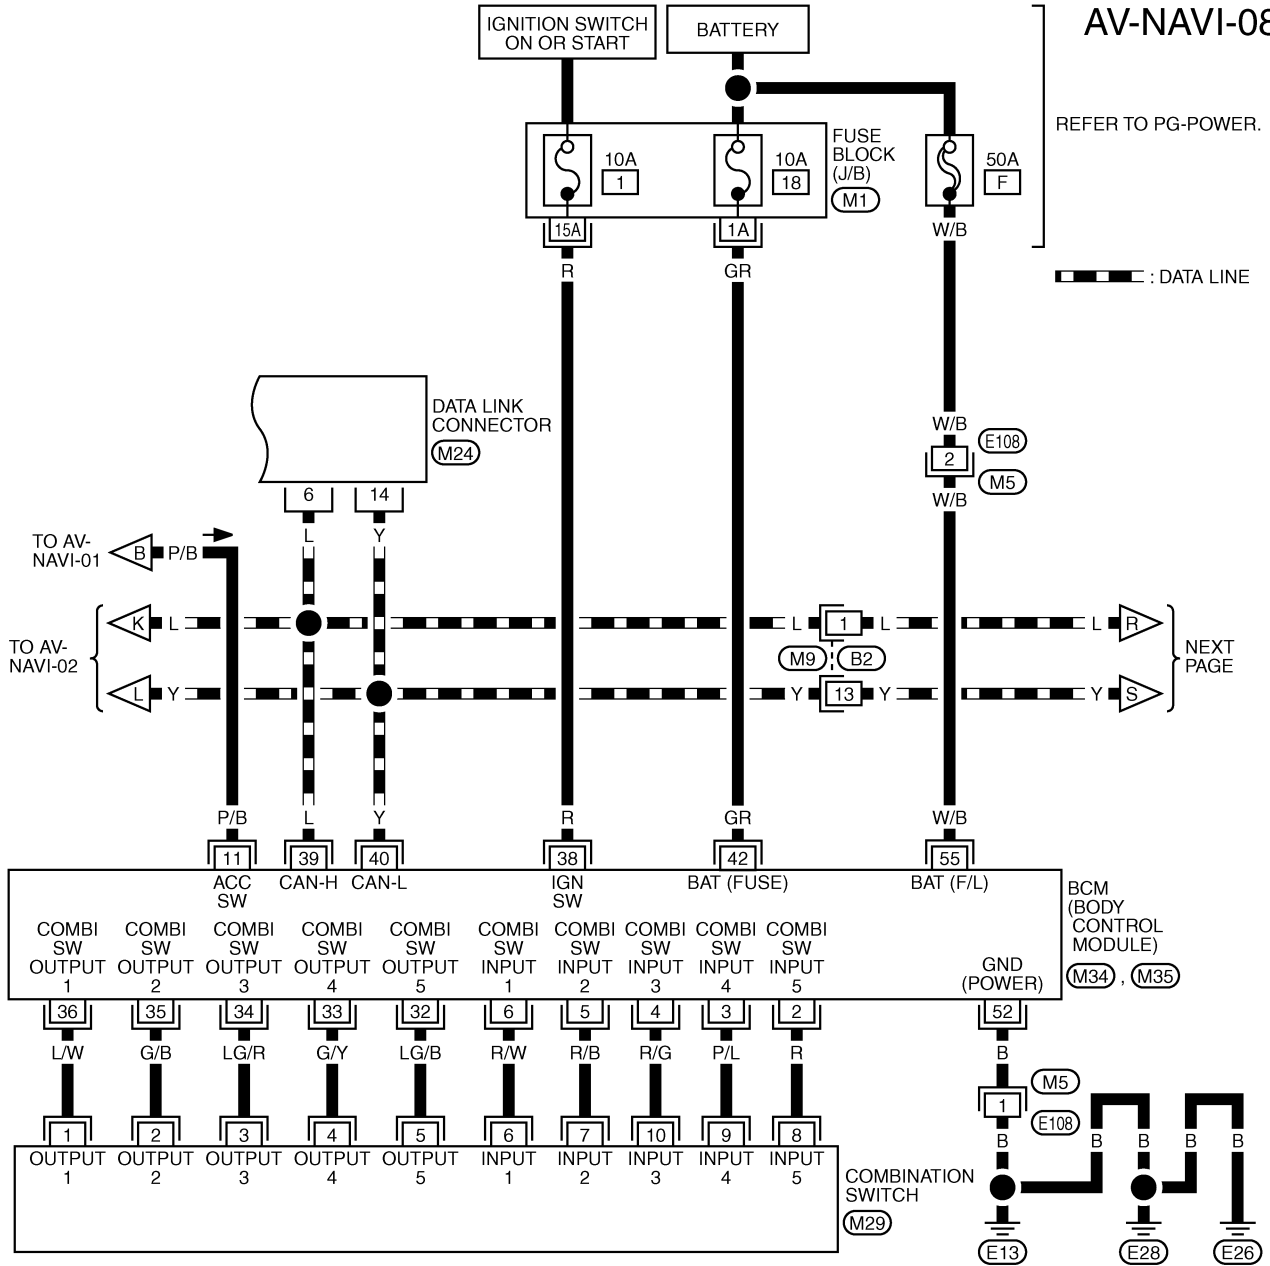 AV-NAVI-08
IGNITION SWITCH
ON OR START
BATTERY
REFER TO PG-POWER.
10A
1
10A
18
FUSE
BLOCK
(J/B)
M1
50A
F
15A
1A
W/B
R
GR
: DATA LINE
DATA LINK
CONNECTOR
M24
W/B
E108
2
M5
W/B
6
14
L
Y
TO AV-
NAVI-01
B
P/B
TO AV-
NAVI-02
K
L
L
1
L
L
R
M9
B2
NEXT
PAGE
L
Y
Y
13
Y
Y
S
P/B
L
Y
R
GR
W/B
11
39
40
38
42
55
ACC
SW
CAN-H
CAN-L
IGN
SW
BAT (FUSE)
BAT (F/L)
BCM
(BODY
CONTROL
MODULE)
M34 , M35
COMBI
SW
OUTPUT
1
COMBI
SW
OUTPUT
2
COMBI
SW
OUTPUT
3
COMBI
SW
OUTPUT
4
COMBI
SW
OUTPUT
5
COMBI
SW
INPUT
1
COMBI
SW
INPUT
2
COMBI
SW
INPUT
3
COMBI
SW
INPUT
4
COMBI
SW
INPUT
5
GND
(POWER)
36
35
34
33
32
6
5
4
3
2
52
L/W
G/B
LG/R
G/Y
LG/B
R/W
R/B
R/G
P/L
R
B
M5
1
E108
1
2
3
4
5
6
7
10
9
8
B
B
B
B
B
OUTPUT
1
OUTPUT
2
OUTPUT
3
OUTPUT
4
OUTPUT
5
INPUT
1
INPUT
2
INPUT
3
INPUT
4
INPUT
5
COMBINATION
SWITCH
M29
E13
E28
E26